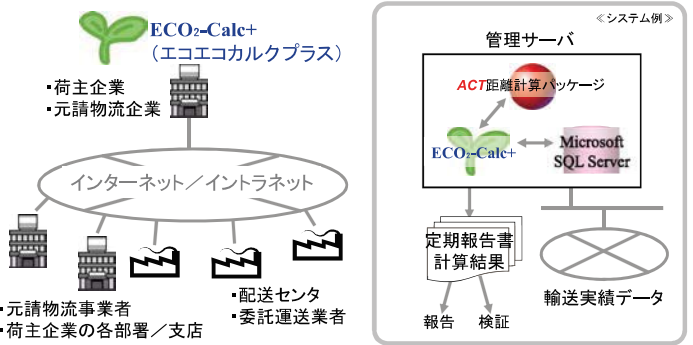 ECO2-Calc+
（エコエコカルクプラス）
・荷主企業
・元請物流企業
インターネット／イントラネット
・元請物流事業者
・荷主企業の各部署／支店
・配送センタ
・委託運送業者
≪システム例≫
管理サーバ
ACT距離計算パッケージ
ECO2-Calc+
Microsoft
SQL Server
定期報告書
計算結果
報告
検証
輸送実績データ